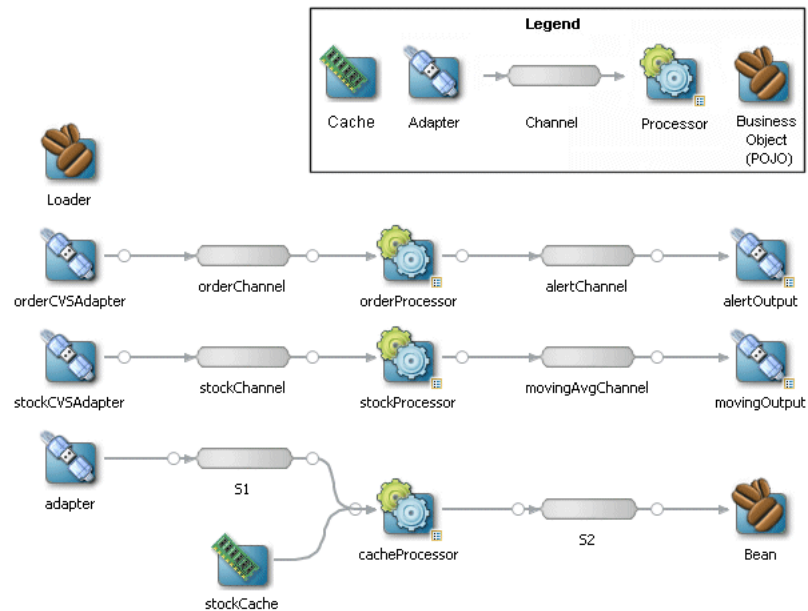 Legend
Cache Adapter Channel Processor Business
Object
(POJO)
Loader
orderCVSAdapter orderChannel orderProcessor alertChannel alertOutput
stockCVSAdapter stockChannel stockProcessor movingAvgChannel movingOutput
adapter S1 cacheProcessor S2 Bean
stockCache